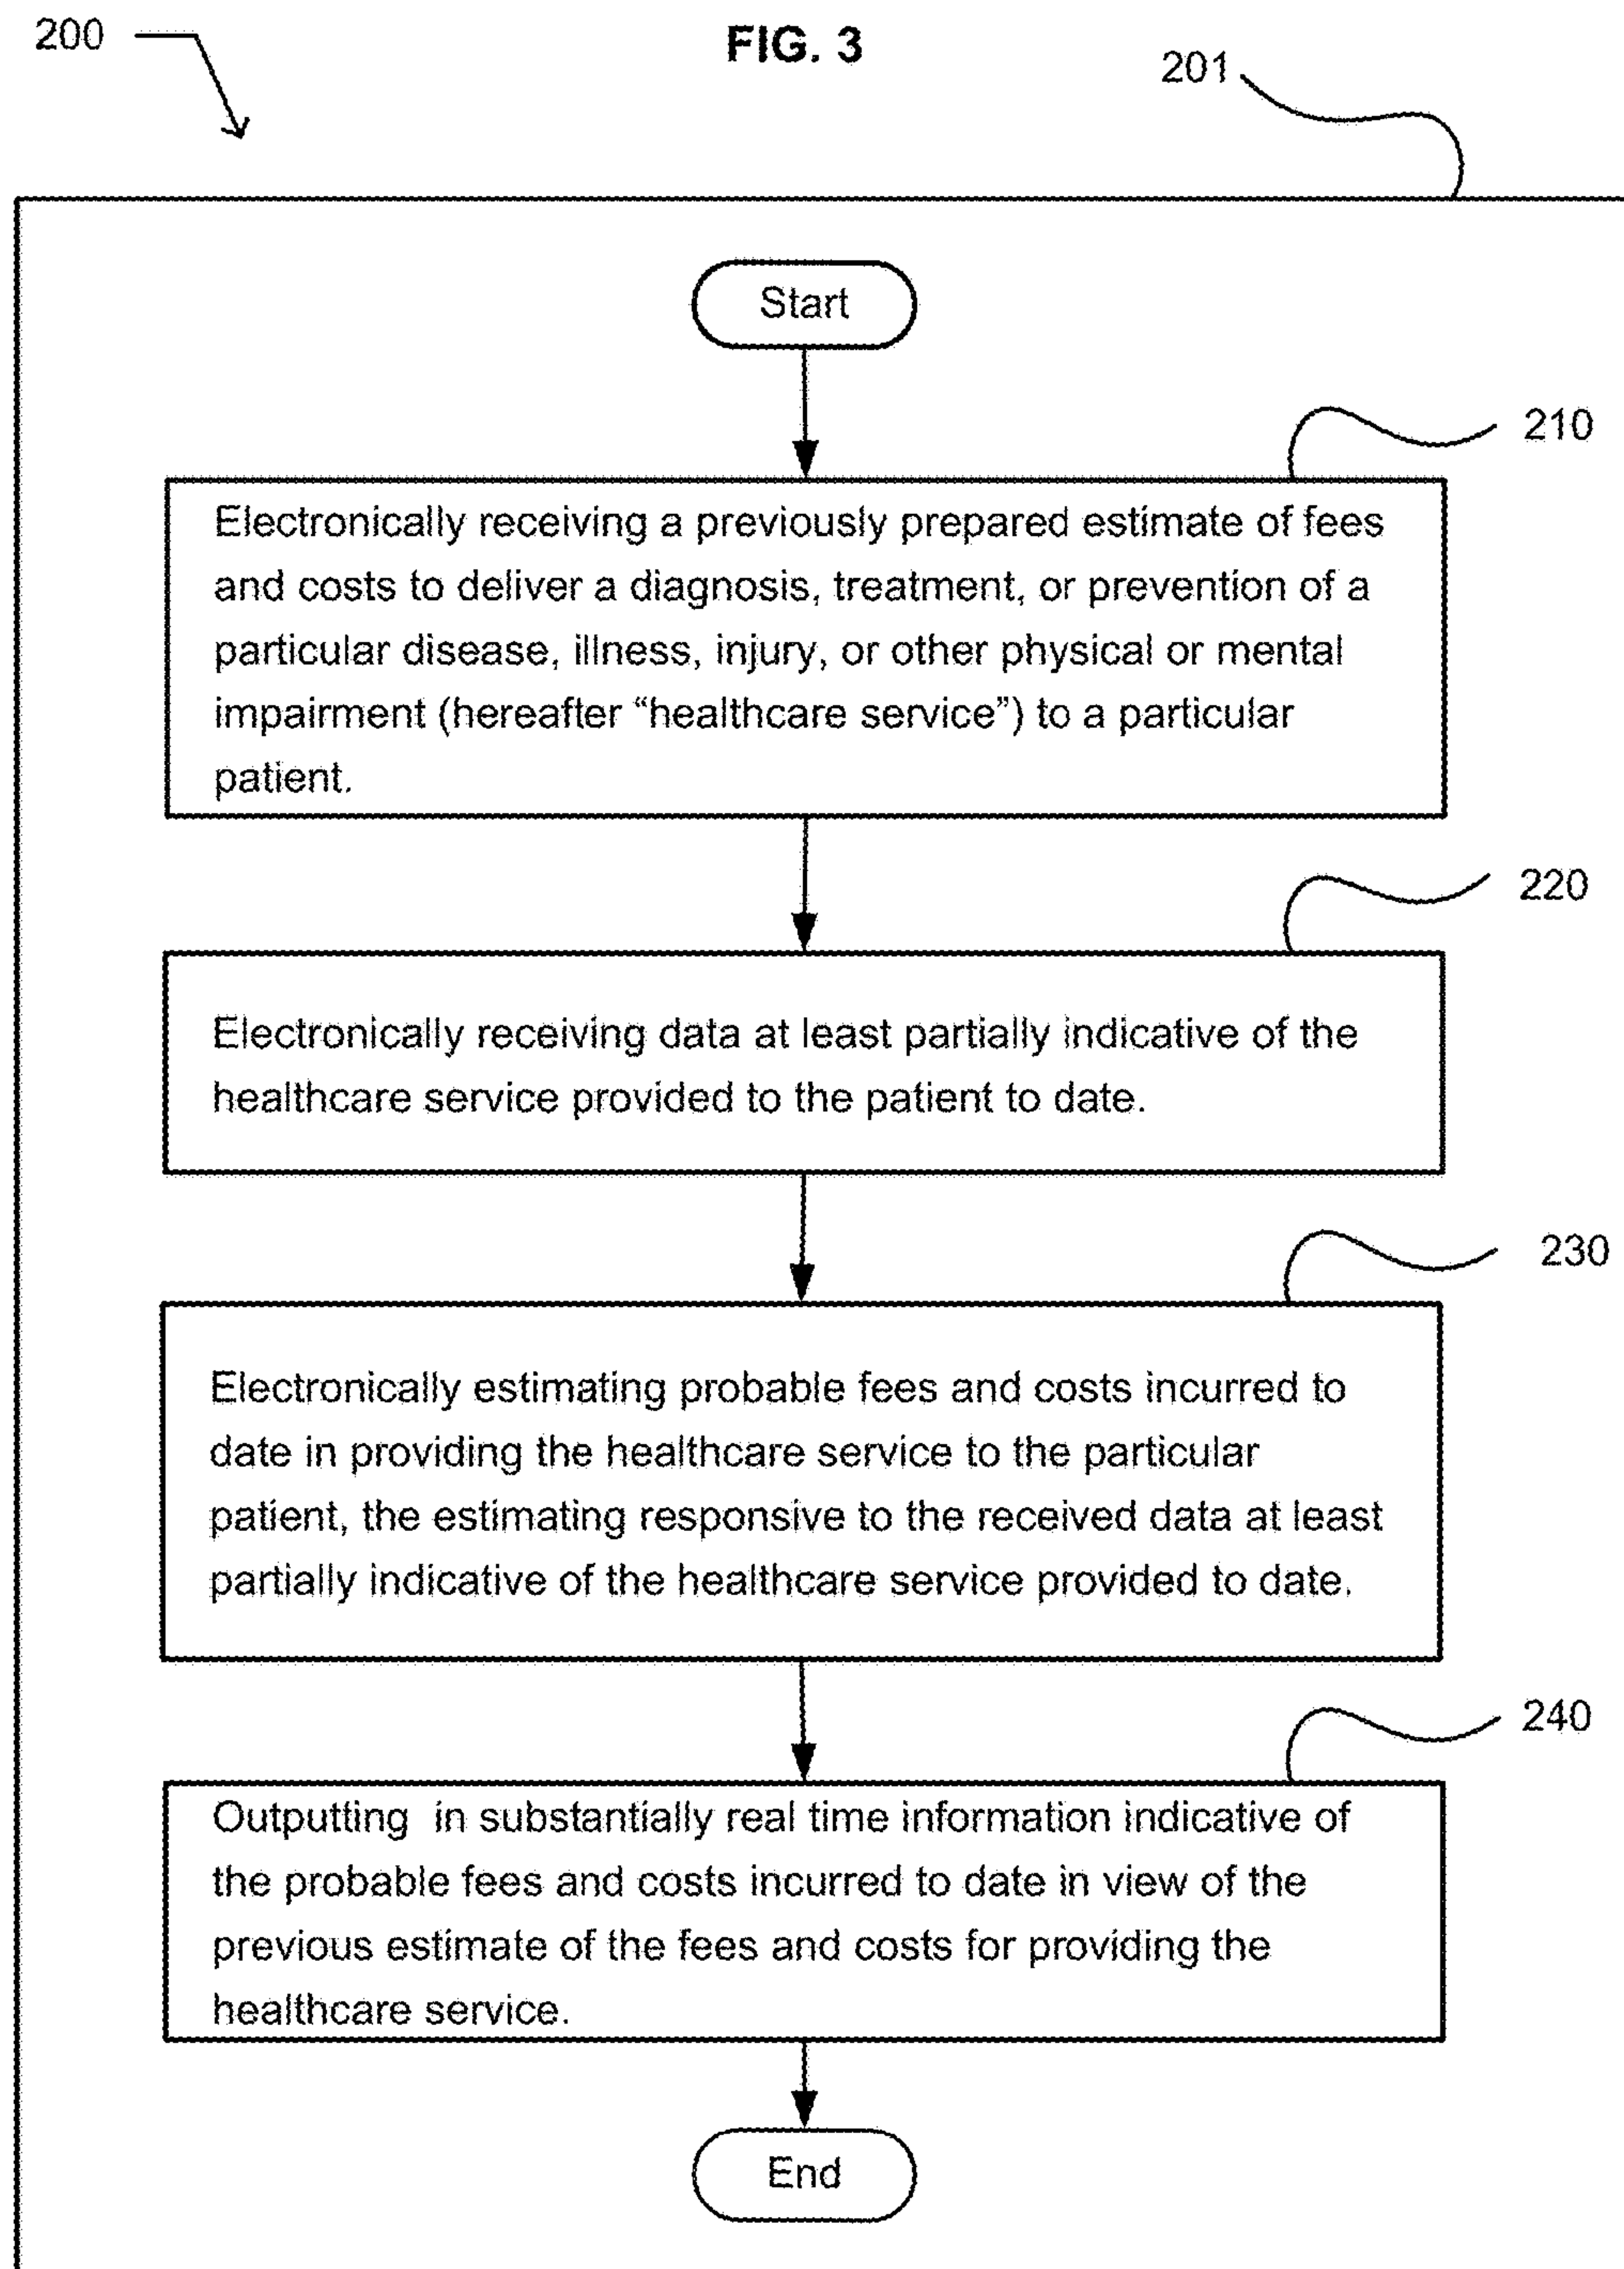 200
FIG. 3
201
Start
210
Electronically receiving a previously prepared estimate of fees
and costs to deliver a diagnosis, treatment, or prevention of a
particular disease, illness, injury, or other physical or mental
impairment (hereafter “healthcare service”) to a particular
patient.
220
Electronically receiving data at least partially indicative of the
healthcare service provided to the patient to date.
230
Electronically estimating probable fees and costs incurred to
date in providing the healthcare service to the particular
patient, the estimating responsive to the received data at least
partially indicative of the healthcare service provided to date.
240
Outputting in substantially real time information indicative of
the probable fees and costs incurred to date in view of the
previous estimate of the fees and costs for providing the
healthcare service.
End